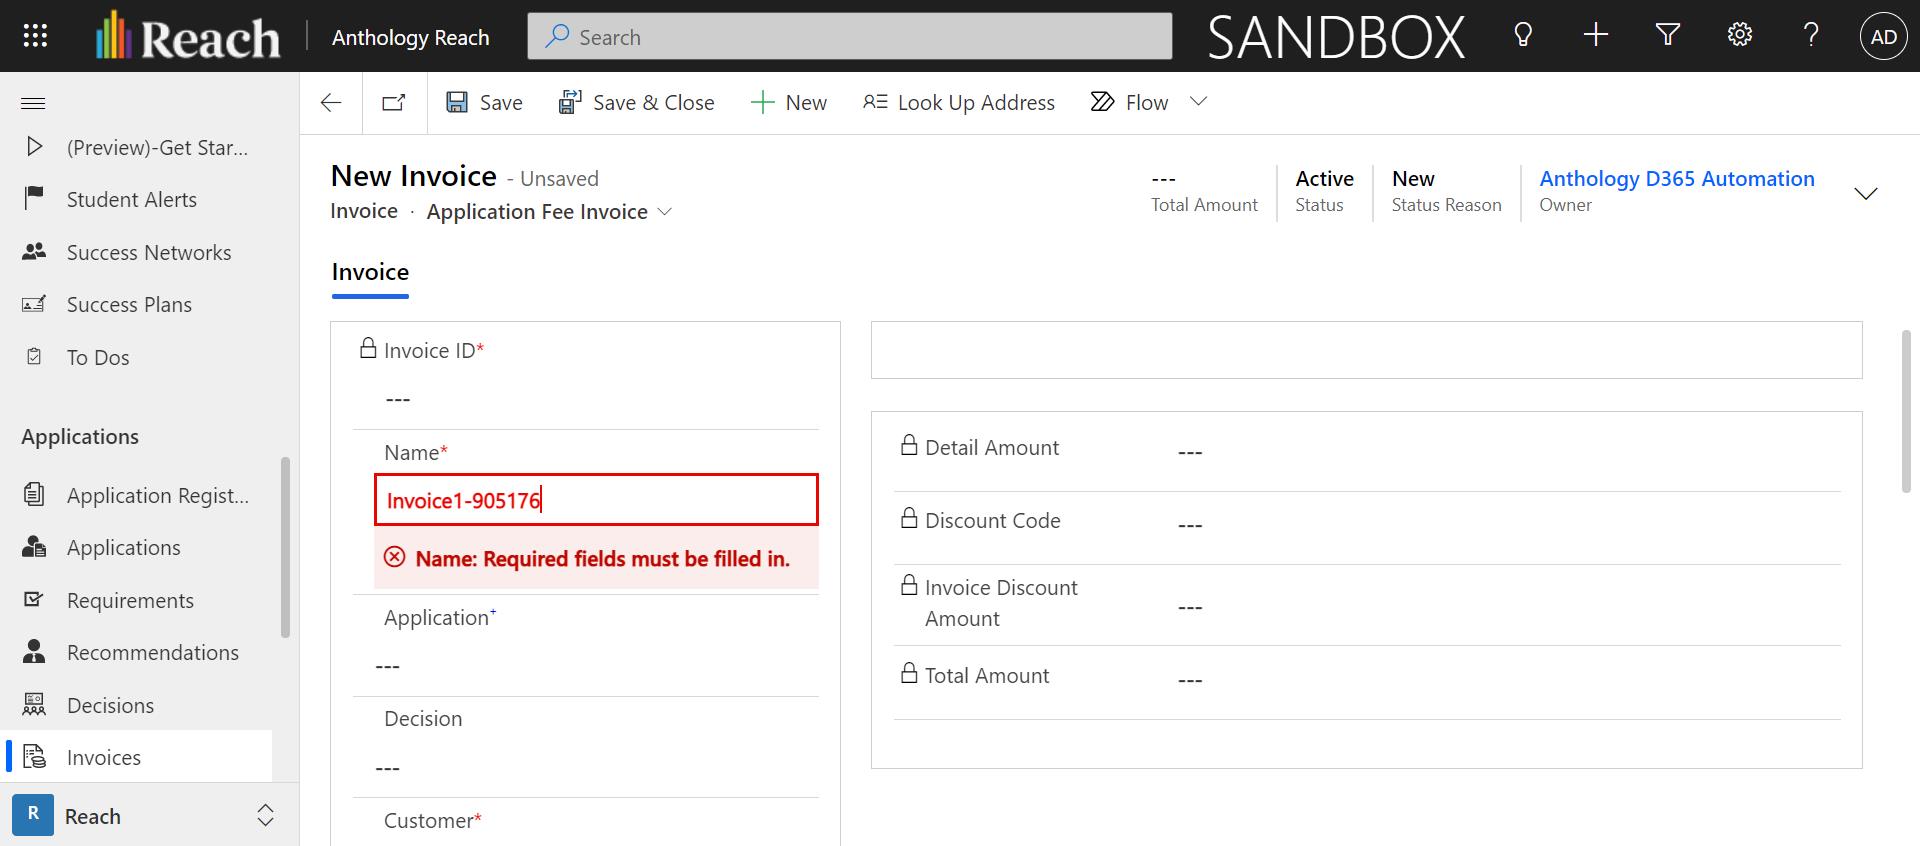 Reach
Anthology Reach
Search
SANDBOX
AD
(Preview)-Get Star...
Student Alerts
Success Networks
Success Plans
To Dos
Applications
Application Regist...
Applications
Requirements
Recommendations
Decisions
Invoices
R
Reach
Save
Save & Close
New
Look Up Address
Flow
New Invoice - Unsaved
Invoice · Application Fee Invoice
---
Total Amount
Active
Status
New
Status Reason
Anthology D365 Automation
Owner
Invoice
Invoice ID*
---
Name*
Invoice1-905176
Name: Required fields must be filled in.
Application+
---
Decision
---
Customer*
Detail Amount ---
Discount Code ---
Invoice Discount
Amount ---
Total Amount ---